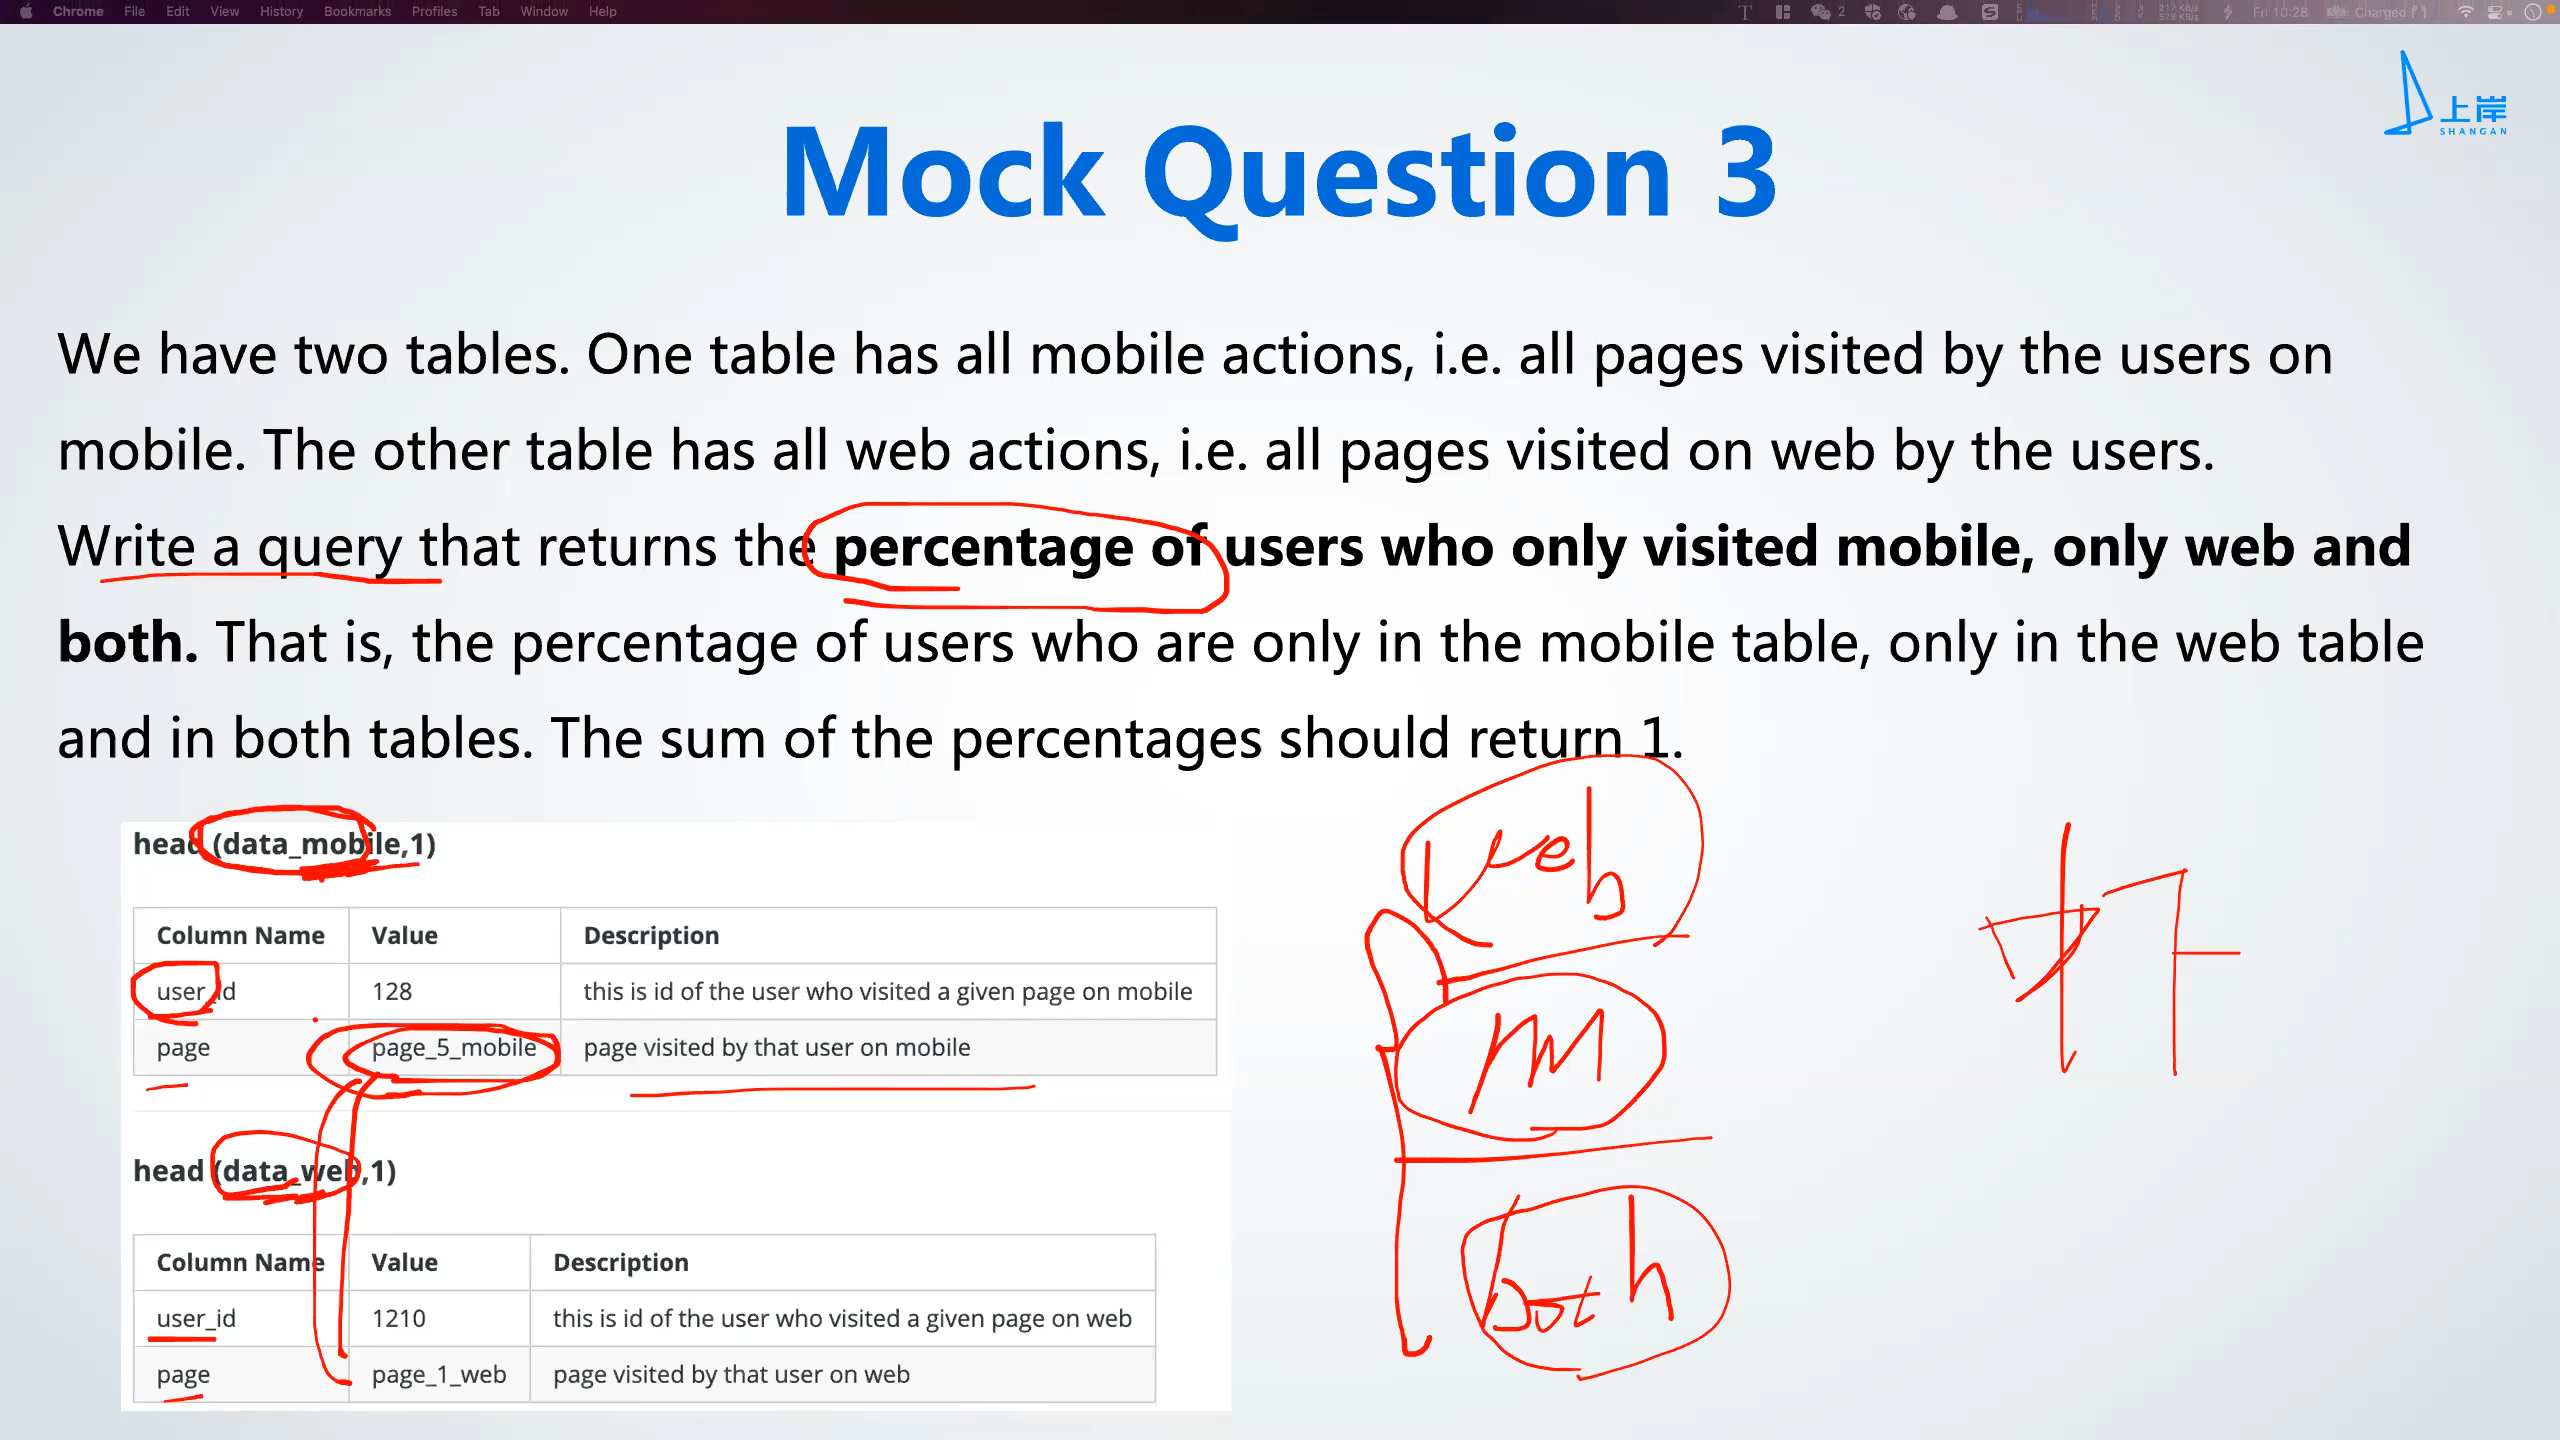 Chrome File Edit View History Bookmarks Profiles Tab Window Help
2 Fri 10:28 Charged
上岸
SHANGAN
Mock Question 3
We have two tables. One table has all mobile actions, i.e. all pages visited by the users on
mobile. The other table has all web actions, i.e. all pages visited on web by the users.
Write a query that returns the percentage of users who only visited mobile, only web and
both. That is, the percentage of users who are only in the mobile table, only in the web table
and in both tables. The sum of the percentages should return 1.
head (data_mobile,1)
Column Name Value Description
user_id 128 this is id of the user who visited a given page on mobile
page page_5_mobile page visited by that user on mobile
head (data_web,1)
Column Name Value Description
user_id 1210 this is id of the user who visited a given page on web
page page_1_web page visited by that user on web
web
m
both